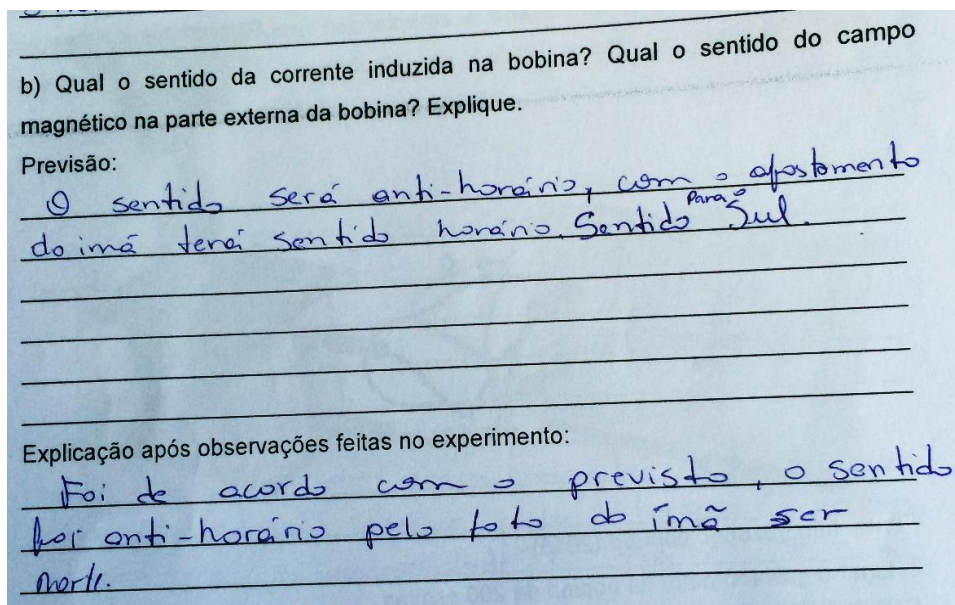 b) Qual o sentido da corrente induzida na bobina? Qual o sentido do campo
magnético na parte externa da bobina? Explique.
Previsão:
O sentido será anti-horário, com o afastamento
do imã terá sentido horário. Sentido para o Sul.
Explicação após observações feitas no experimento:
Foi de acordo com o previsto, o sentido
foi anti-horário pelo fato do imã ser
norte.